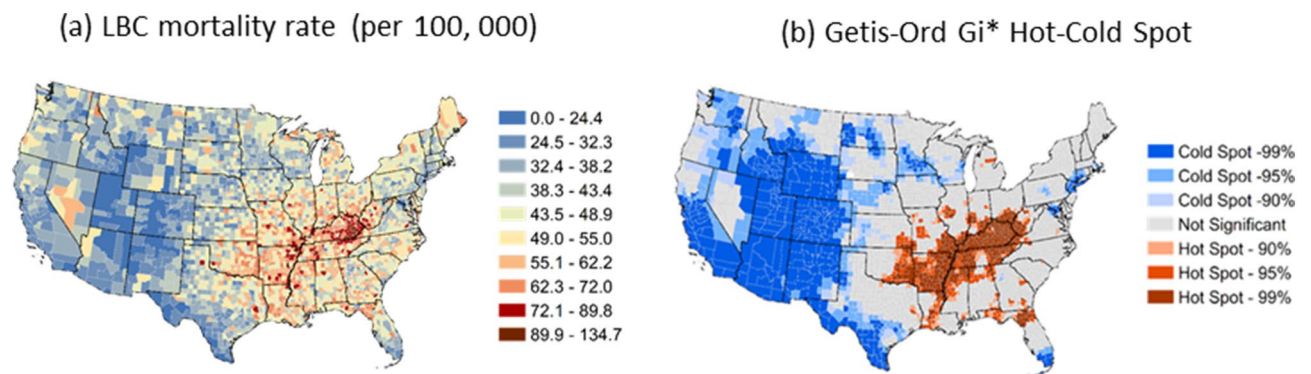 (a) LBC mortality rate (per 100, 000)
(b) Getis-Ord Gi* Hot-Cold Spot
0.0 - 24.4
24.5 - 32.3
32.4 - 38.2
38.3 - 43.4
43.5 - 48.9
49.0 - 55.0
55.1 - 62.2
62.3 - 72.0
72.1 - 89.8
89.9 - 134.7
Cold Spot -99%
Cold Spot -95%
Cold Spot -90%
Not Significant
Hot Spot - 90%
Hot Spot - 95%
Hot Spot - 99%